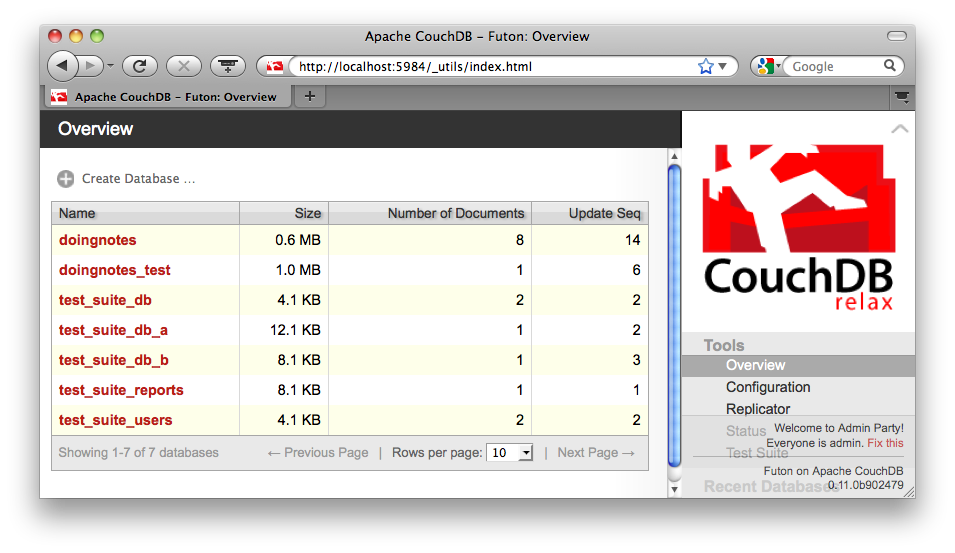 Apache CouchDB – Futon: Overview
http://localhost:5984/_utils/index.html
Google
Apache CouchDB – Futon: Overview
Overview
Create Database ...
Name Size Number of Documents Update Seq
doingnotes 0.6 MB 8 14
doingnotes_test 1.0 MB 1 6
test_suite_db 4.1 KB 2 2
test_suite_db_a 12.1 KB 1 2
test_suite_db_b 8.1 KB 1 3
test_suite_reports 8.1 KB 1 1
test_suite_users 4.1 KB 2 2
Showing 1-7 of 7 databases ← Previous Page | Rows per page: 10 | Next Page →
CouchDB
relax
Tools
Overview
Configuration
Replicator
Status
Welcome to Admin Party!
Everyone is admin. Fix this
Test Suite
Futon on Apache CouchDB
Recent Databases
0.11.0b902479